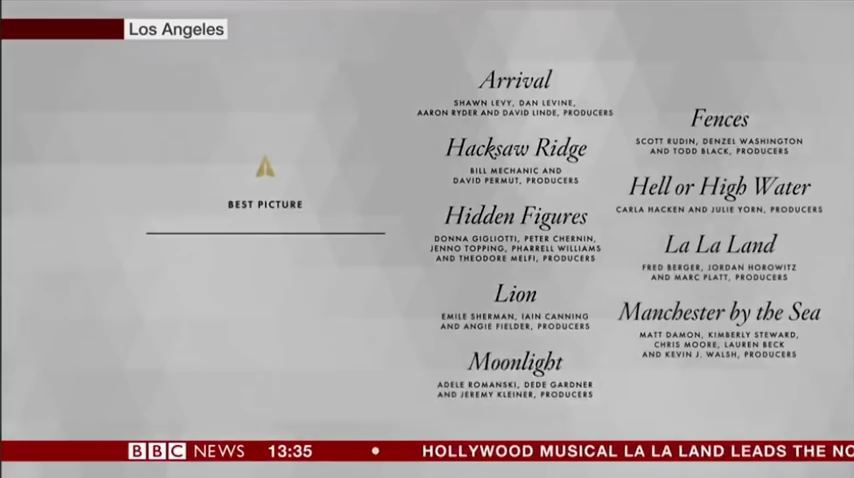 Los Angeles
BEST PICTURE
Arrival
SHAWN LEVY, DAN LEVINE,
AARON RYDER AND DAVID LINDE, PRODUCERS
Hacksaw Ridge
BILL MECHANIC AND
DAVID PERMUT, PRODUCERS
Hidden Figures
DONNA GIGLIOTTI, PETER CHERNIN,
JENNO TOPPING, PHARRELL WILLIAMS
AND THEODORE MELFI, PRODUCERS
Lion
EMILE SHERMAN, IAIN CANNING
AND ANGIE FIELDER, PRODUCERS
Moonlight
ADELE ROMANSKI, DEDE GARDNER
AND JEREMY KLEINER, PRODUCERS
Fences
SCOTT RUDIN, DENZEL WASHINGTON
AND TODD BLACK, PRODUCERS
Hell or High Water
CARLA HACKEN AND JULIE YORN, PRODUCERS
La La Land
FRED BERGER, JORDAN HOROWITZ
AND MARC PLATT, PRODUCERS
Manchester by the Sea
MATT DAMON, KIMBERLY STEWARD,
CHRIS MOORE, LAUREN BECK
AND KEVIN J. WALSH, PRODUCERS
BBC NEWS 13:35 • HOLLYWOOD MUSICAL LA LA LAND LEADS THE NO